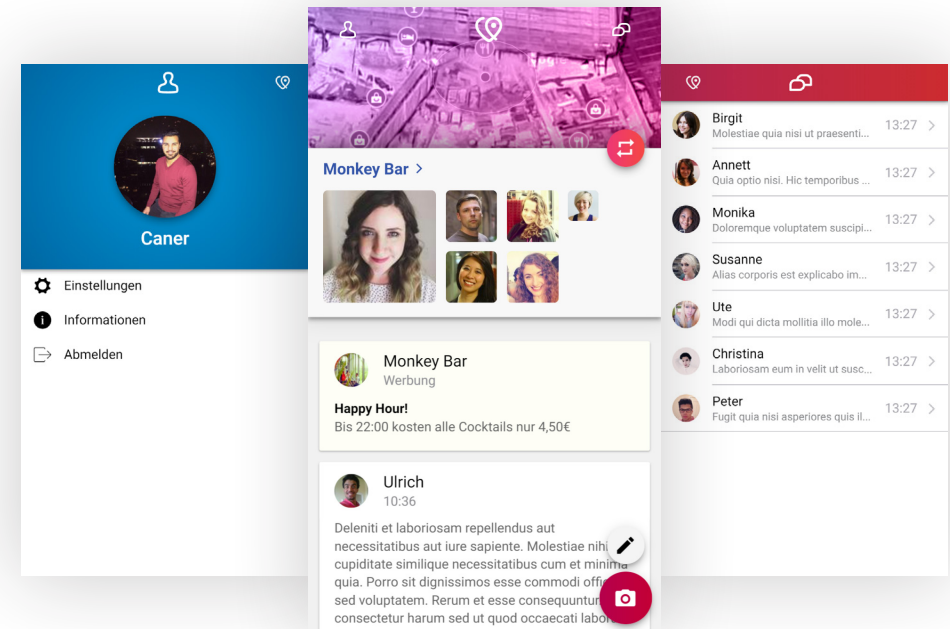 Caner
Einstellungen
Informationen
Abmelden
Monkey Bar
Monkey Bar
Werbung
Happy Hour!
Bis 22:00 kosten alle Cocktails nur 4,50€
Ulrich
10:36
Deleniti et laboriosam repellendus aut
necessitatibus aut iure sapiente. Molestiae nihi
cupiditate similique necessitatibus cum et minima
quia. Porro sit dignissimos esse commodi offi
sed voluptatem. Rerum et esse consequuntur
consectetur harum sed ut quod occaecati labo
Birgit
13:27
Molestiae quia nisi ut praesenti...
Annett
13:27
Quia optio nisi. Hic temporibus ...
Monika
13:27
Doloremque voluptatem suscipi...
Susanne
13:27
Alias corporis est explicabo im...
Ute
13:27
Modi qui dicta mollitia illo mole...
Christina
13:27
Laboriosam eum in velit ut susc...
Peter
13:27
Fugit quia nisi asperiores quis il...